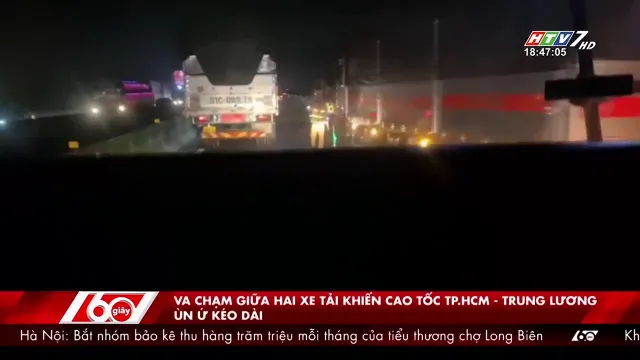 HTV7 HD
18:47:05
60 giây
VA CHẠM GIỮA HAI XE TẢI KHIẾN CAO TỐC TP.HCM - TRUNG LƯƠNG
ÙN Ứ KÉO DÀI
Hà Nội: Bắt nhóm bảo kê thu hàng trăm triệu mỗi tháng của tiểu thương chợ Long Biên
60 Kh